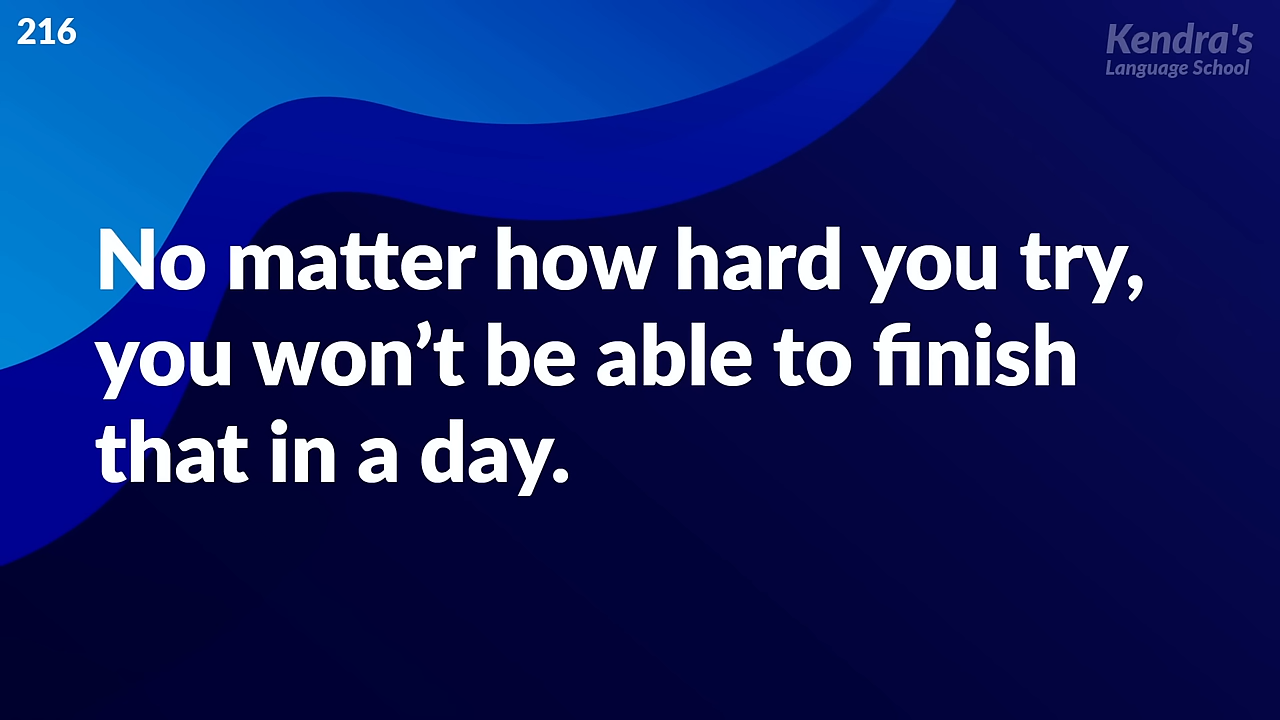 216
Kendra's
Language School
No matter how hard you try,
you won’t be able to finish
that in a day.